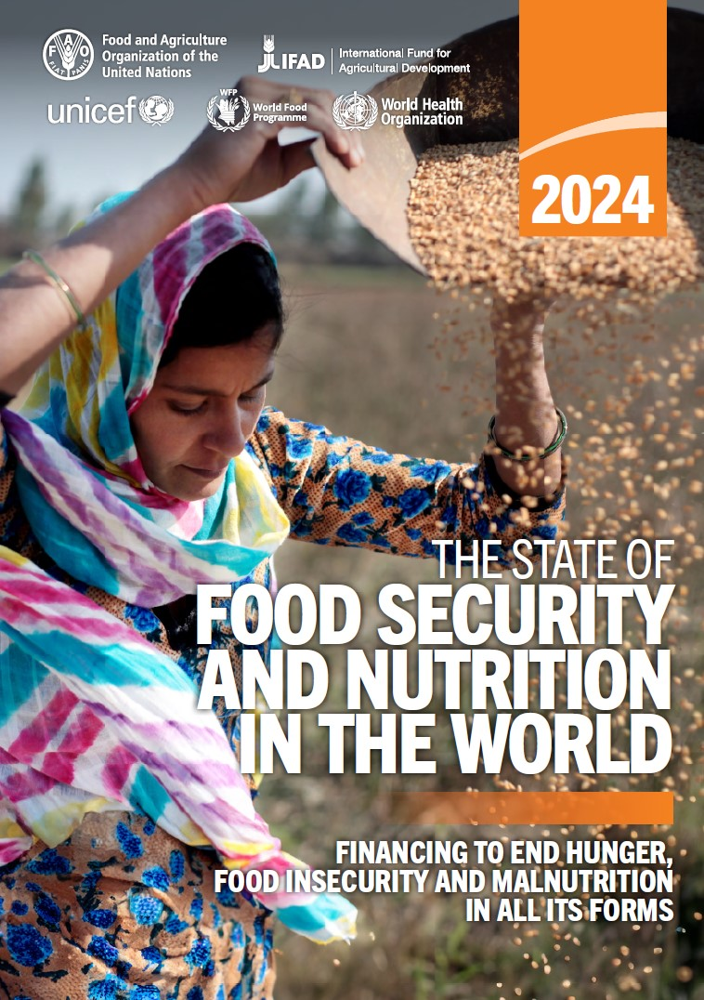 Food and Agriculture
Organization of the
United Nations
FAO
FIAT PANIS
IFAD
International Fund for
Agricultural Development
unicef
WFP
World Food
Programme
World Health
Organization
2024
THE STATE OF
FOOD SECURITY
AND NUTRITION
IN THE WORLD
FINANCING TO END HUNGER,
FOOD INSECURITY AND MALNUTRITION
IN ALL ITS FORMS